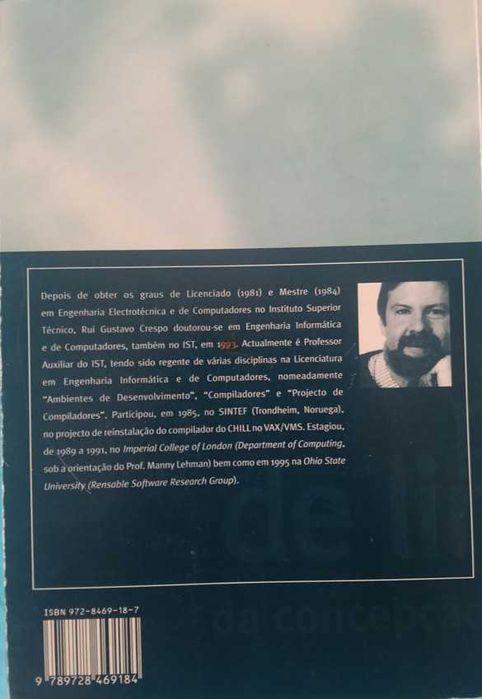 Depois de obter os graus de Licenciado (1981) e Mestre (1984)
em Engenharia Electrotécnica e de Computadores no Instituto Superior
Técnico, Rui Gustavo Crespo doutorou-se em Engenharia Informática
e de Computadores, também no IST, em 1993. Actualmente é Professor
Auxiliar do IST, tendo sido regente de várias disciplinas na Licenciatura
em Engenharia Informática e de Computadores, nomeadamente
"Ambientes de Desenvolvimento", "Compiladores" e "Projecto de
Compiladores". Participou, em 1985, no SINTEF (Trondheim, Noruega),
no projecto de reinstalação do compilador do CHILL no VAX/VMS. Estagiou,
de 1989 a 1991, no Imperial College of London (Department of Computing,
sob a orientação do Prof. Manny Lehman) bem como em 1995 na Ohio State
University (Rensable Software Research Group).
de li
da concepção
ISBN 972-8469-18-7
9 789728 469184